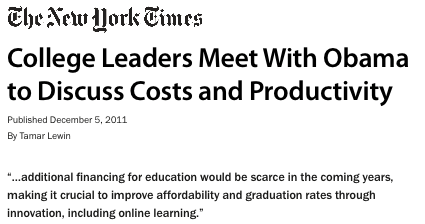 The New York Times
College Leaders Meet With Obama
to Discuss Costs and Productivity
Published December 5, 2011
By Tamar Lewin
“...additional financing for education would be scarce in the coming years,
making it crucial to improve affordability and graduation rates through
innovation, including online learning.”